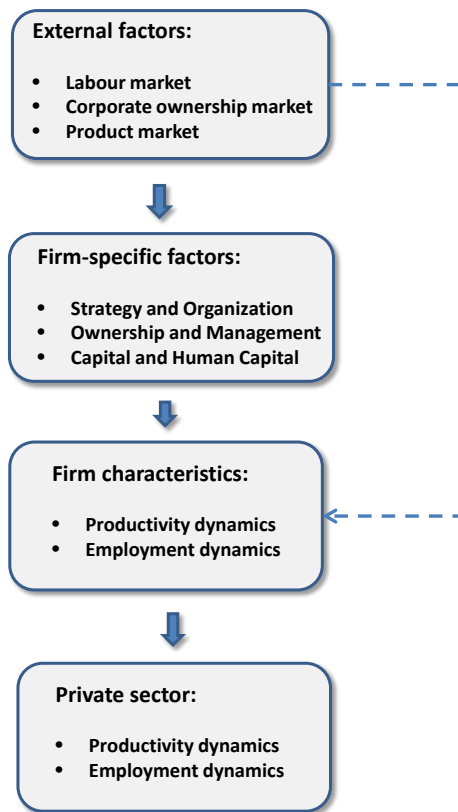 External factors:
• Labour market
• Corporate ownership market
• Product market
Firm-specific factors:
• Strategy and Organization
• Ownership and Management
• Capital and Human Capital
Firm characteristics:
• Productivity dynamics
• Employment dynamics
Private sector:
• Productivity dynamics
• Employment dynamics